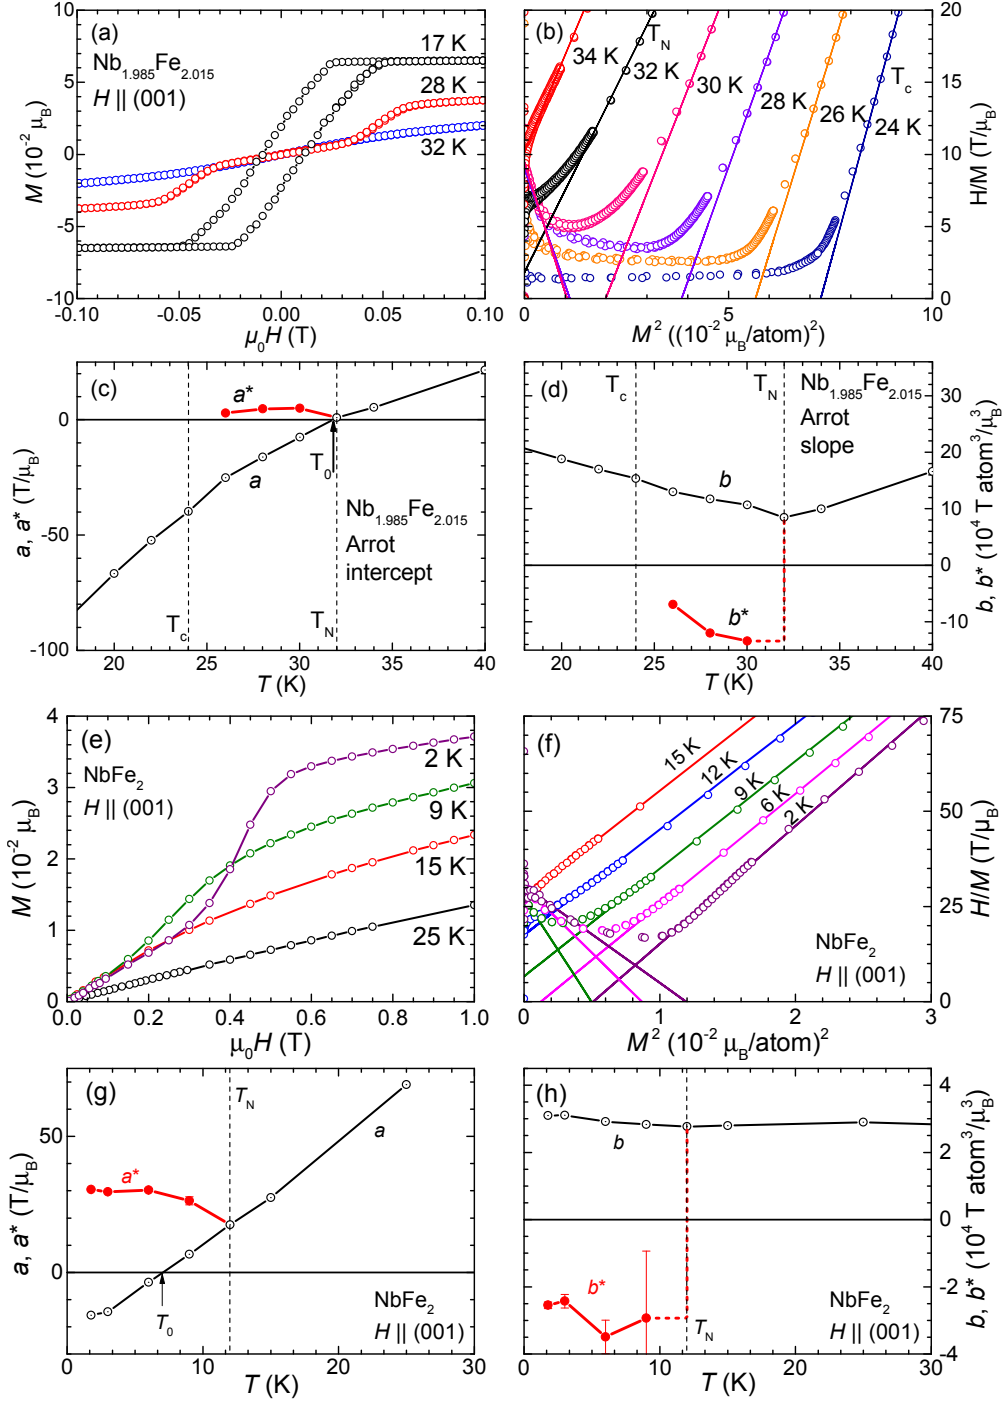 (a)
17 K
Nb1.985Fe2.015
28 K
H || (001)
32 K
M (10-2 μB)
10
5
0
-5
-10
-0.10
-0.05
0.00
0.05
0.10
μ0H (T)
(b)
TN
34 K
32 K
30 K
28 K
26 K
Tc
24 K
20
15
10
5
0
H/M (T/μB)
0
5
10
M2 ((10-2 μB/atom)2)
(c)
a*
a
T0
Nb1.985Fe2.015
Arrot
intercept
Tc
TN
0
-50
-100
a, a* (T/μB)
20
25
30
35
40
T (K)
(d)
Tc
TN
Nb1.985Fe2.015
Arrot
slope
b
b*
30
20
10
0
-10
b, b* (104 T atom3/μB3)
20
25
30
35
40
T (K)
(e)
NbFe2
H || (001)
2 K
9 K
15 K
25 K
4
3
2
1
0
M (10-2 μB)
0.0
0.2
0.4
0.6
0.8
1.0
μ0H (T)
(f)
15 K
12 K
9 K
6 K
2 K
NbFe2
H || (001)
75
50
25
0
H/M (T/μB)
0
1
2
3
M2 (10-2 μB/atom)2
(g)
TN
a
a*
T0
NbFe2
H || (001)
50
0
a, a* (T/μB)
0
5
10
15
20
25
30
T (K)
(h)
b
b*
TN
NbFe2
H || (001)
4
2
0
-2
-4
b, b* (104 T atom3/μB3)
0
10
20
30
T (K)